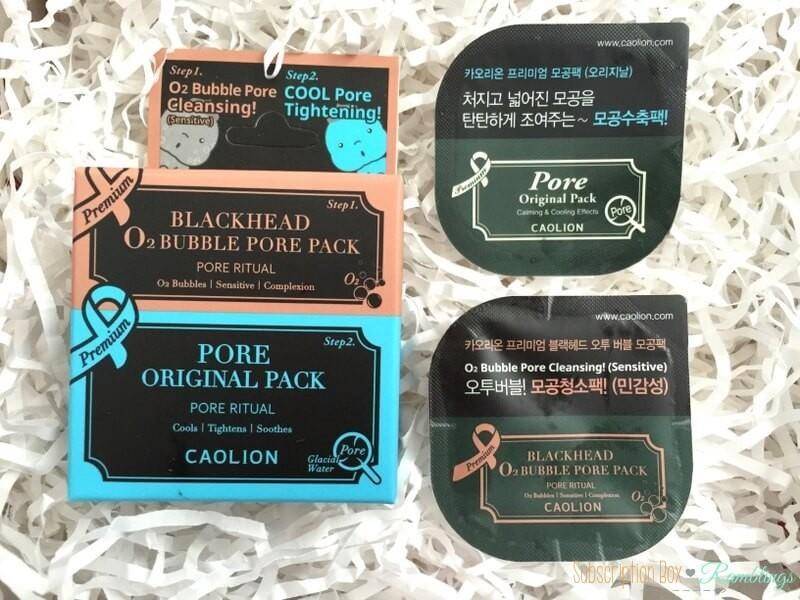 Step1.
O2 Bubble Pore
Cleansing!
(Sensitive)
Step2.
COOL Pore
Tightening!
Premium
Step1.
BLACKHEAD
O2 BUBBLE PORE PACK
PORE RITUAL
O2 Bubbles | Sensitive | Complexion
O2
Premium
Step2.
PORE
ORIGINAL PACK
PORE RITUAL
Cools | Tightens | Soothes
CAOLION
Glacial
Water
Pore
www.caolion.com
카오리온 프리미엄 모공팩 (오리지날)
처지고 넓어진 모공을
탄탄하게 조여주는~ 모공수축팩!
Premium
Pore
Original Pack
Calming & Cooling Effects
CAOLION
Pore
www.caolion.com
카오리온 프리미엄 블랙헤드 오투 버블 모공팩
O2 Bubble Pore Cleansing! (Sensitive)
오투버블! 모공청소팩! (민감성)
Premium
BLACKHEAD
O2 BUBBLE PORE PACK
PORE RITUAL
O2 Bubbles | Sensitive | Complexion
CAOLION
O2
Subscription Box ♥ Ramblings